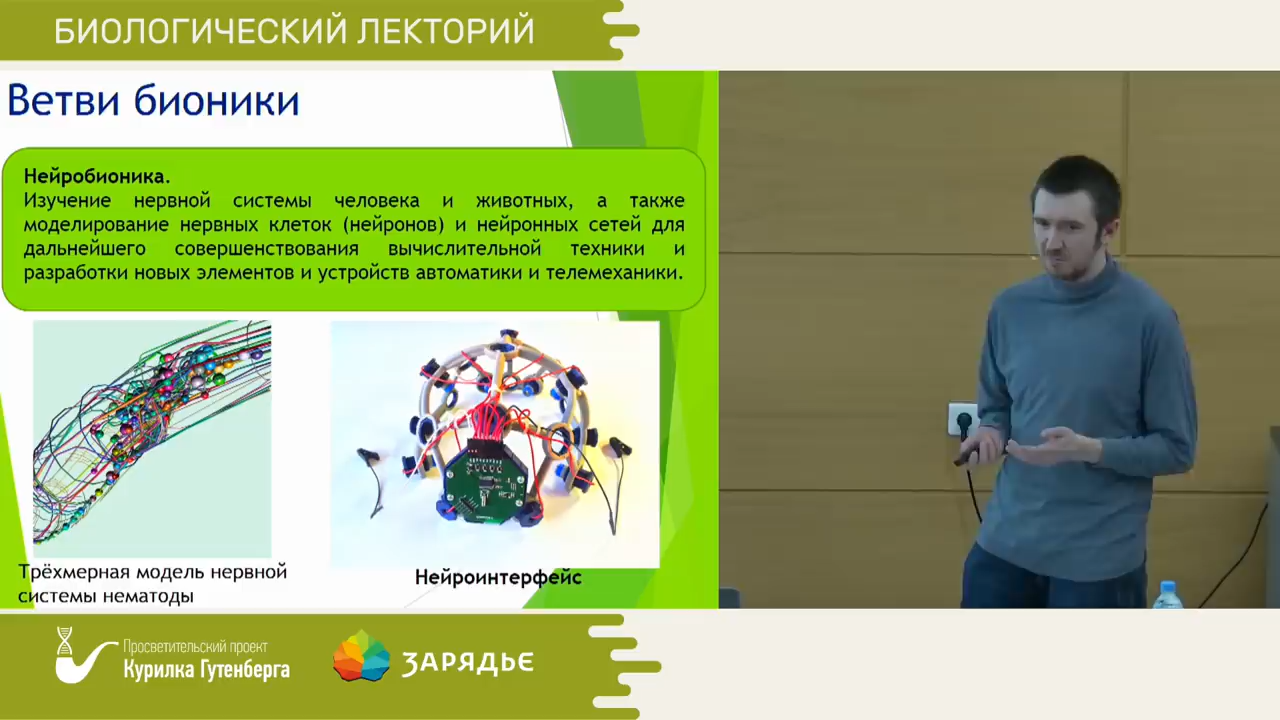 БИОЛОГИЧЕСКИЙ ЛЕКТОРИЙ
Ветви бионики
Нейробионика.
Изучение нервной системы человека и животных, а также
моделирование нервных клеток (нейронов) и нейронных сетей для
дальнейшего совершенствования вычислительной техники и
разработки новых элементов и устройств автоматики и телемеханики.
Трёхмерная модель нервной
системы нематоды
Нейроинтерфейс
Просветительский проект
Курилка Гутенберга
ЗАРЯДЬЕ